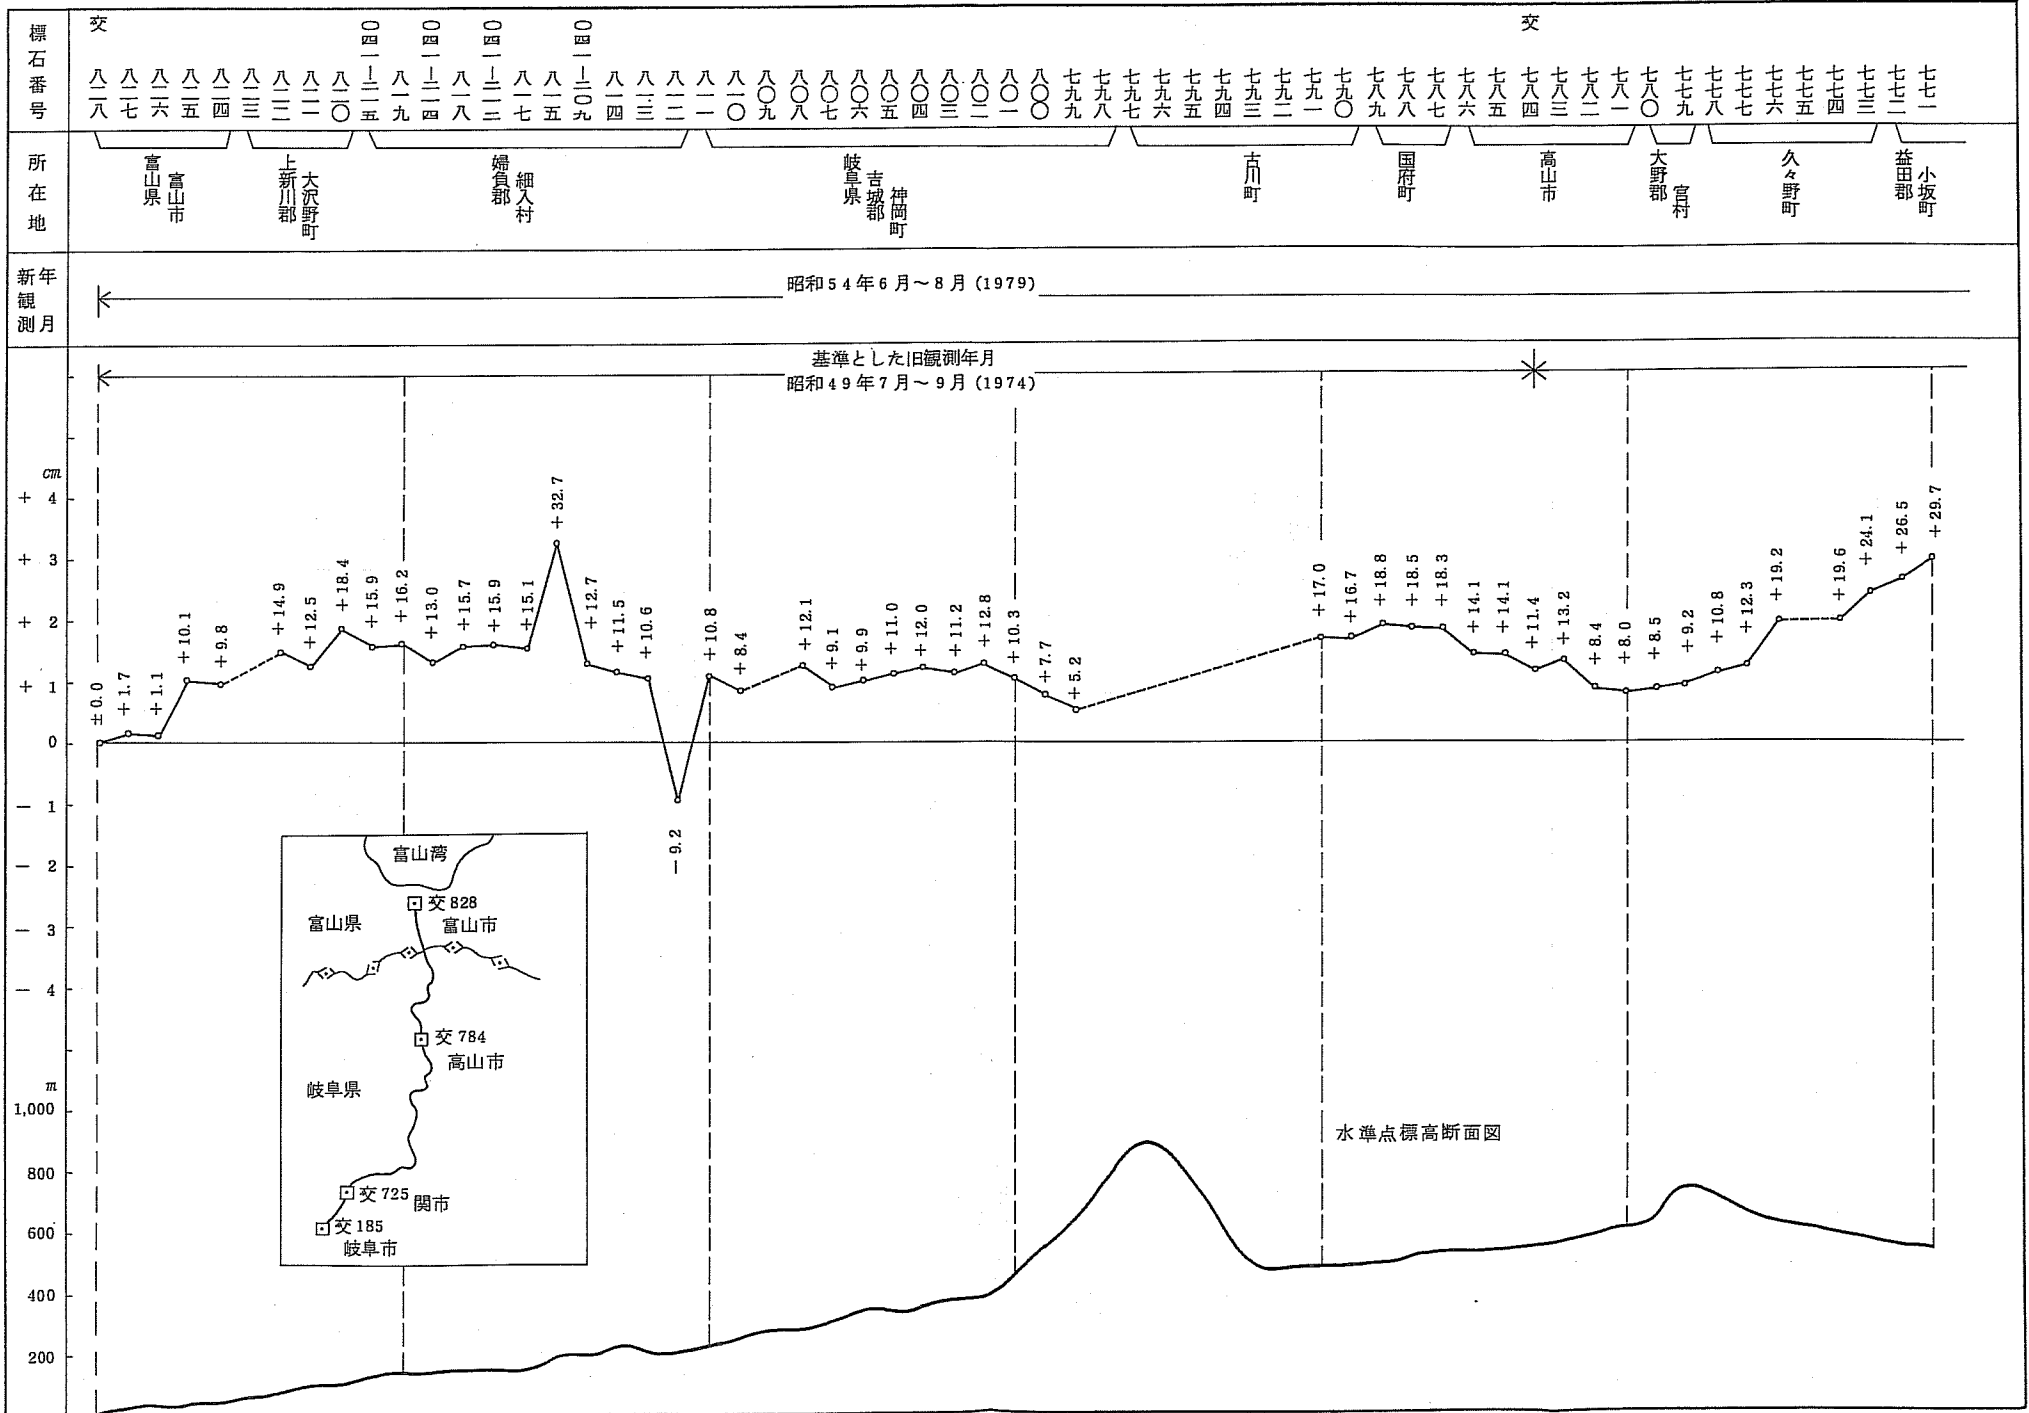 標石番号
交
八二八
八二七
八二六
八二五
八二四
八二三
八二二
八二一
八二〇
〇四一—二一五
八一九
〇四一—二一四
八一八
〇四一—二一三
八一七
八一五
〇四一—二〇九
八一四
八一三
八一二
八一一
八一〇
八〇九
八〇八
八〇七
八〇六
八〇五
八〇四
八〇三
八〇二
八〇一
八〇〇
七九九
七九八
七九七
七九六
七九五
七九四
七九三
七九二
七九一
七九〇
七八九
七八八
七八七
七八六
七八五
交
七八四
七八三
七八二
七八一
七八〇
七七九
七七八
七七七
七七六
七七五
七七四
七七三
七七二
七七一
所在地
富山県
富山市
上新川郡
大沢野町
婦負郡
細入村
岐阜県
吉城郡
神岡町
古川町
国府町
高山市
大野郡
宮村
久々野町
益田郡
小坂町
新観測
年月
昭和54年6月～8月(1979)
基準とした旧観測年月
昭和49年7月～9月(1974)
cm
+ 4
+ 3
+ 2
+ 1
0
- 1
- 2
- 3
- 4
±0.0
+1.7
+1.1
+10.1
+9.8
+14.9
+12.5
+18.4
+15.9
+16.2
+13.0
+15.7
+15.9
+15.1
+32.7
+12.7
+11.5
+10.6
-9.2
+10.8
+8.4
+12.1
+9.1
+9.9
+11.0
+12.0
+11.2
+12.8
+10.3
+7.7
+5.2
+17.0
+16.7
+18.8
+18.5
+18.3
+14.1
+14.1
+11.4
+13.2
+8.4
+8.0
+8.5
+9.2
+10.8
+12.3
+19.2
+19.6
+24.1
+26.5
+29.7
富山湾
交828
富山県
富山市
交784
高山市
岐阜県
交725
関市
交185
岐阜市
m
1,000
800
600
400
200
水準点標高断面図